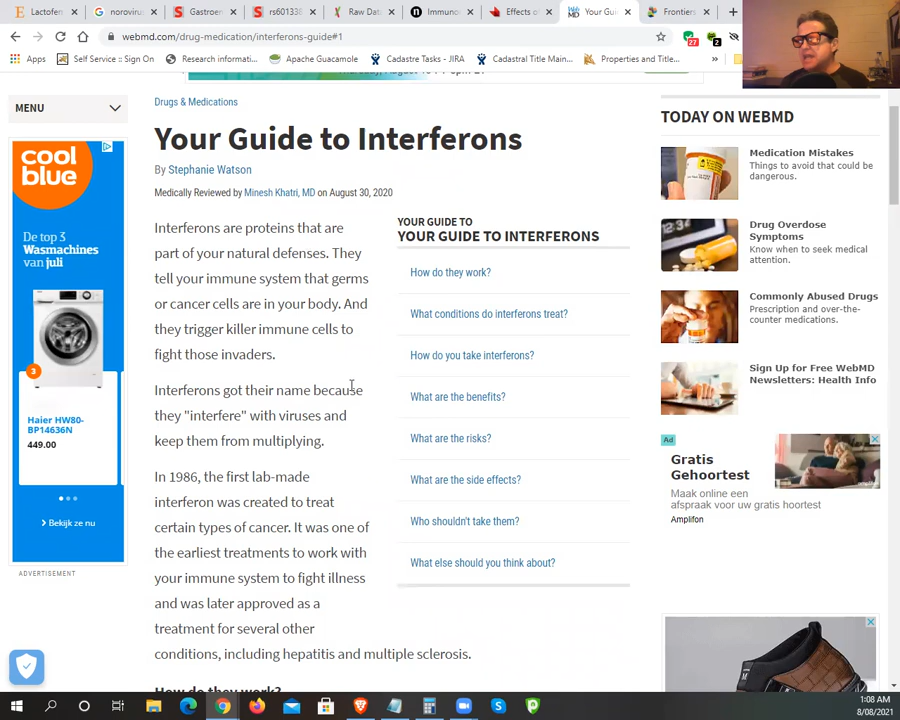 Lactofen
norovirus
Gastroen
rs601338
Raw Data
Immuno
Effects of
Your Guid
Frontiers
webmd.com/drug-medication/interferons-guide#1
27
2
Apps
Self Service :: Sign On
Research informati...
Apache Guacamole
Cadastre Tasks - JIRA
Cadastral Title Main...
Properties and Title...
MENU
Drugs & Medications
Your Guide to Interferons
By Stephanie Watson
Medically Reviewed by Minesh Khatri, MD on August 30, 2020
Interferons are proteins that are
part of your natural defenses. They
tell your immune system that germs
or cancer cells are in your body. And
they trigger killer immune cells to
fight those invaders.
Interferons got their name because
they "interfere" with viruses and
keep them from multiplying.
In 1986, the first lab-made
interferon was created to treat
certain types of cancer. It was one of
the earliest treatments to work with
your immune system to fight illness
and was later approved as a
treatment for several other
conditions, including hepatitis and multiple sclerosis.
How do they work?
YOUR GUIDE TO
YOUR GUIDE TO INTERFERONS
How do they work?
What conditions do interferons treat?
How do you take interferons?
What are the benefits?
What are the risks?
What are the side effects?
Who shouldn't take them?
What else should you think about?
cool
blue
De top 3
Wasmachines
van juli
3
Haier HW80-
BP14636N
449.00
Bekijk ze nu
ADVERTISEMENT
TODAY ON WEBMD
Medication Mistakes
Things to avoid that could be
dangerous.
Drug Overdose
Symptoms
Know when to seek medical
attention.
Commonly Abused Drugs
Prescription and over-the-
counter medications.
Sign Up for Free WebMD
Newsletters: Health Info
Ad
Gratis
Gehoortest
Maak online een
afspraak voor uw gratis hoortest
Amplifon
1:08 AM
8/08/2021